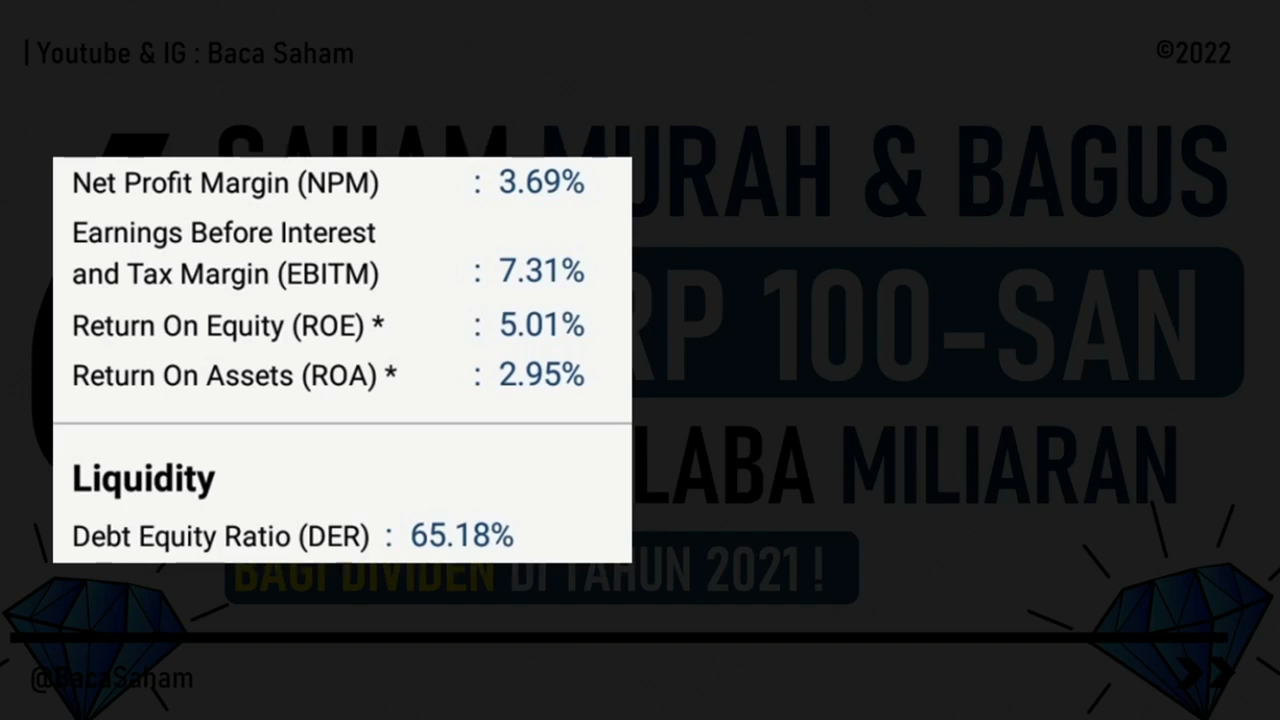 | Youtube & IG : Baca Saham
©2022
SAHAM MURAH & BAGUS
RP 100-SAN
LABA MILIARAN
BAGI DIVIDEN DI TAHUN 2021 !
@BacaSaham
Net Profit Margin (NPM) : 3.69%
Earnings Before Interest
and Tax Margin (EBITM) : 7.31%
Return On Equity (ROE) * : 5.01%
Return On Assets (ROA) * : 2.95%
Liquidity
Debt Equity Ratio (DER) : 65.18%